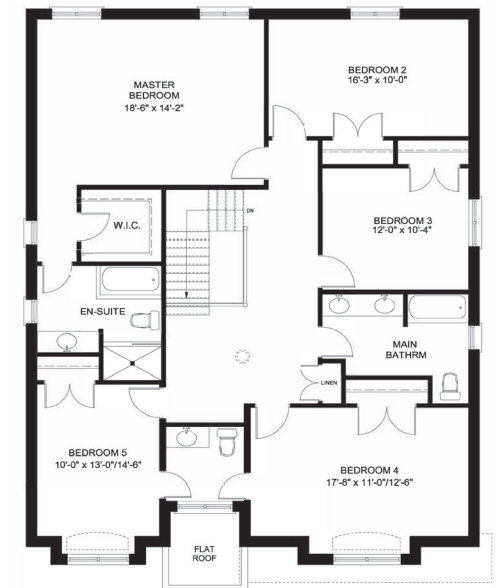 MASTER
BEDROOM
18'-6" x 14'-2"
BEDROOM 2
16'-3" x 10'-0"
W.I.C.
DN
BEDROOM 3
12'-0" x 10'-4"
EN-SUITE
MAIN
BATHRM
LINEN
BEDROOM 5
10'-0" x 13'-0"/14'-6"
BEDROOM 4
17'-8" x 11'-0"/12'-6"
FLAT
ROOF